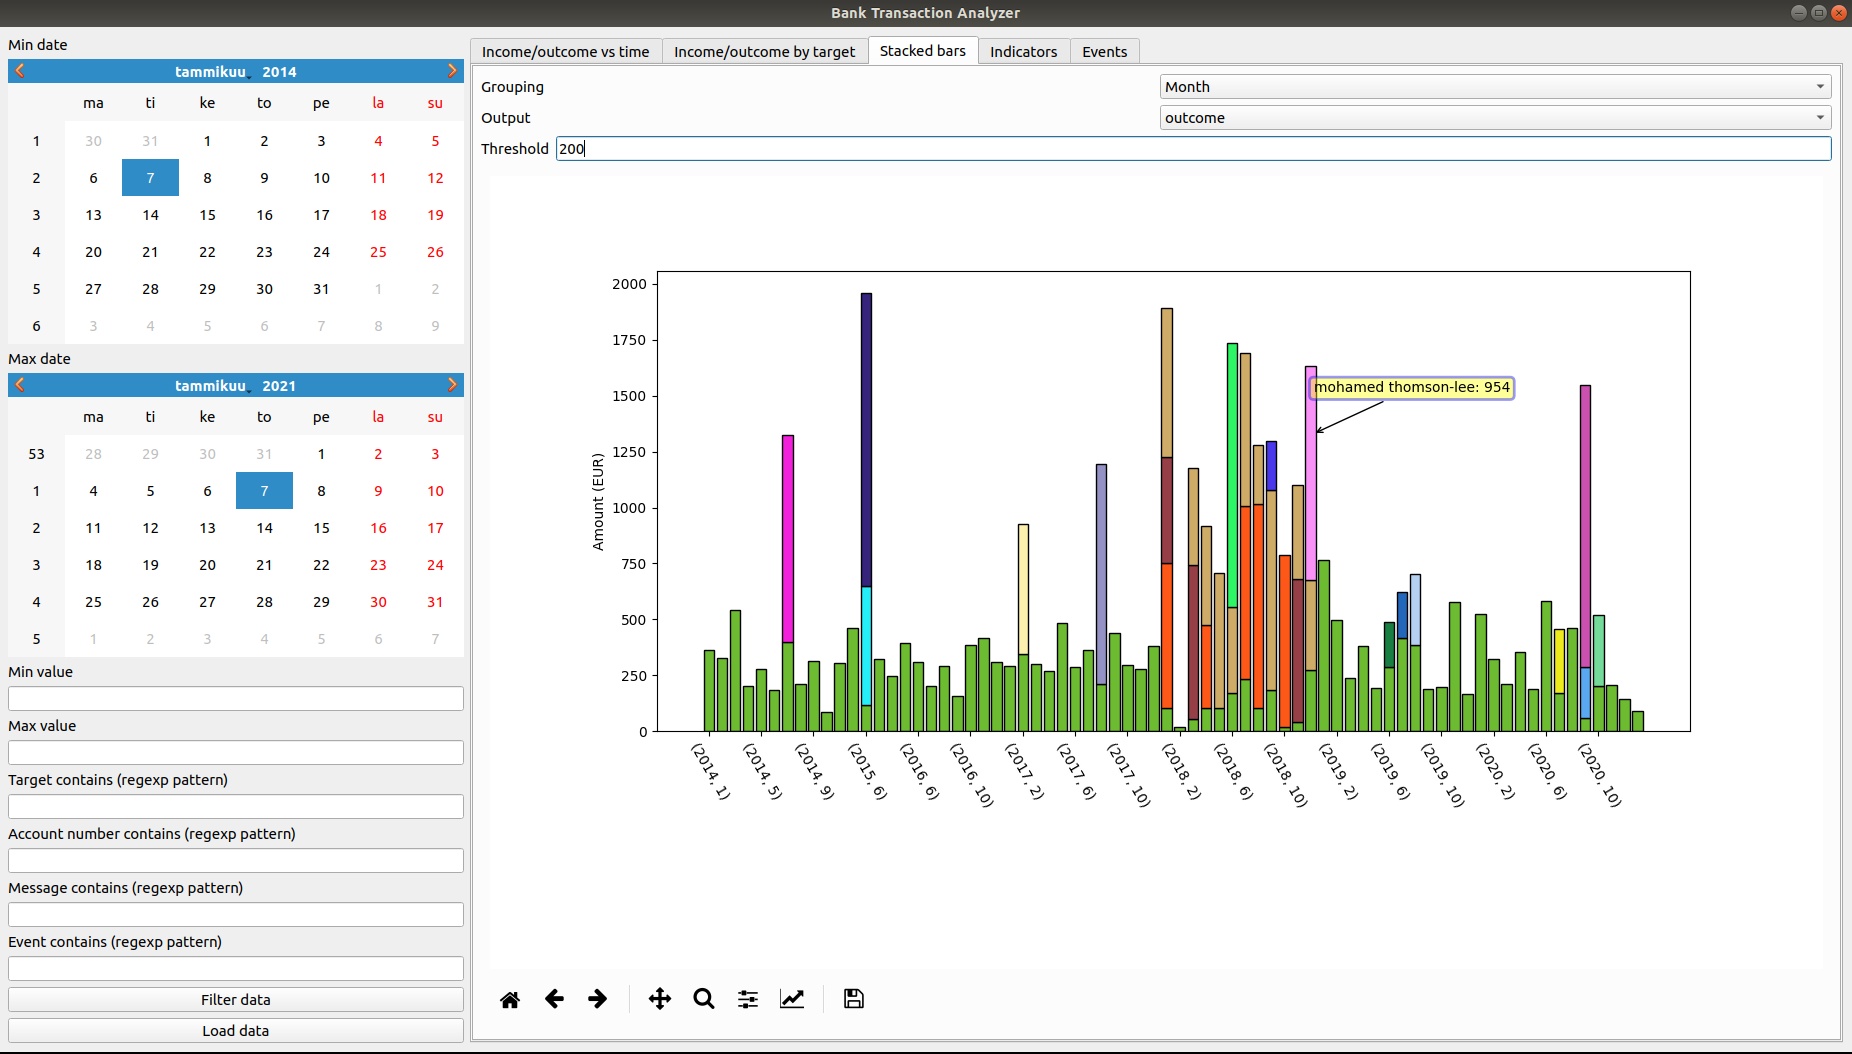 Bank Transaction Analyzer
Min date
tammikuu 2014
ma ti ke to pe la su
1 30 31 1 2 3 4 5
2 6 7 8 9 10 11 12
3 13 14 15 16 17 18 19
4 20 21 22 23 24 25 26
5 27 28 29 30 31 1 2
6 3 4 5 6 7 8 9
Max date
tammikuu 2021
ma ti ke to pe la su
53 28 29 30 31 1 2 3
1 4 5 6 7 8 9 10
2 11 12 13 14 15 16 17
3 18 19 20 21 22 23 24
4 25 26 27 28 29 30 31
5 1 2 3 4 5 6 7
Min value
Max value
Target contains (regexp pattern)
Account number contains (regexp pattern)
Message contains (regexp pattern)
Event contains (regexp pattern)
Filter data
Load data
Income/outcome vs time Income/outcome by target Stacked bars Indicators Events
Grouping Month
Output outcome
Threshold 200
Amount (EUR)
2000
1750
1500
1250
1000
750
500
250
0
mohamed thomson-lee: 954
(2014, 1) (2014, 5) (2014, 9) (2015, 6) (2016, 6) (2016, 10) (2017, 2) (2017, 6) (2017, 10) (2018, 2) (2018, 6) (2018, 10) (2019, 2) (2019, 6) (2019, 10) (2020, 2) (2020, 6) (2020, 10)